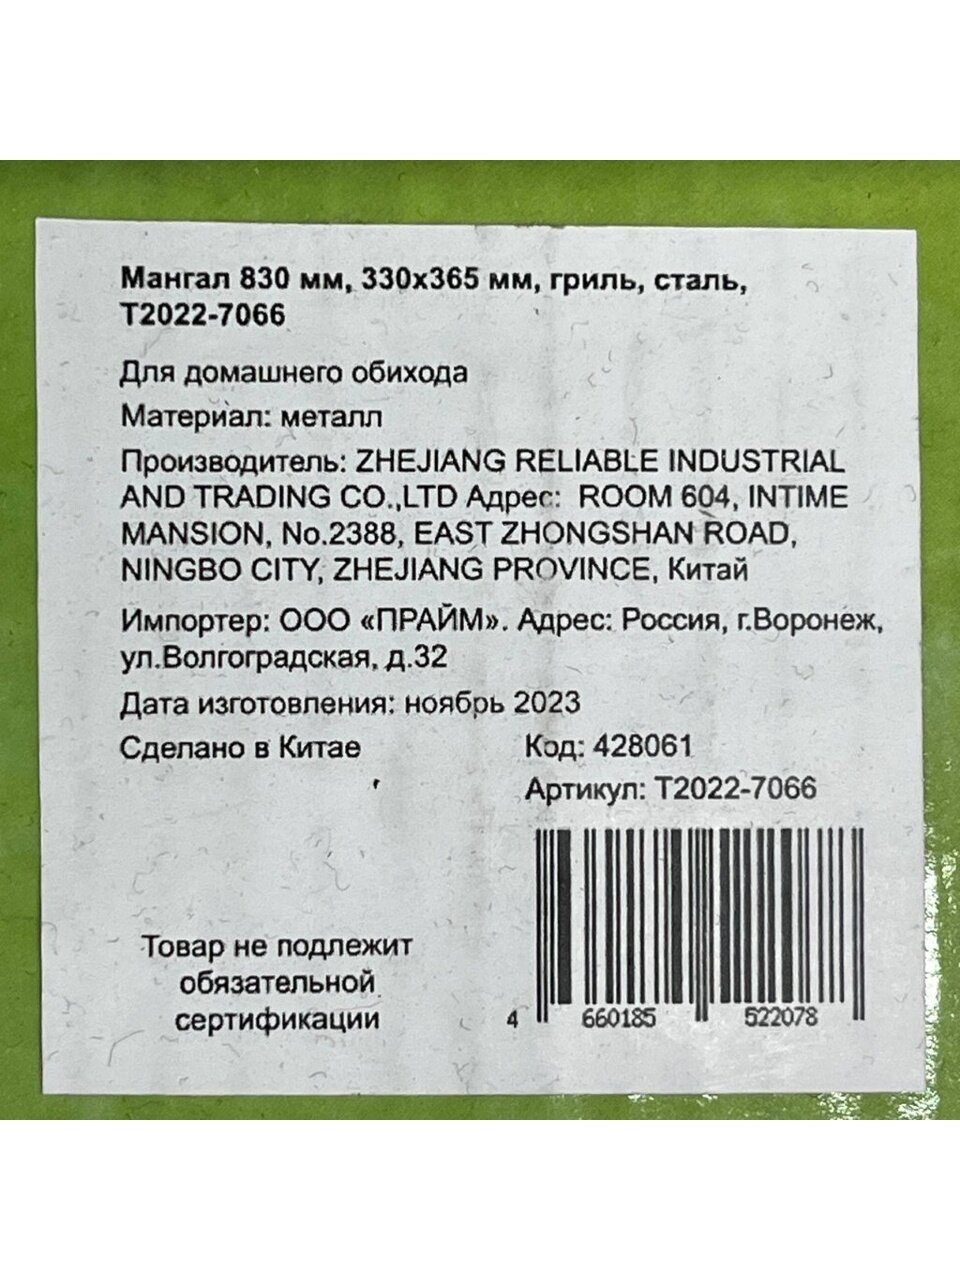 Мангал 830 мм, 330х365 мм, гриль, сталь,
Т2022-7066
Для домашнего обихода
Материал: металл
Производитель: ZHEJIANG RELIABLE INDUSTRIAL
AND TRADING CO.,LTD Адрес: ROOM 604, INTIME
MANSION, No.2388, EAST ZHONGSHAN ROAD,
NINGBO CITY, ZHEJIANG PROVINCE, Китай
Импортер: ООО «ПРАЙМ». Адрес: Россия, г.Воронеж,
ул.Волгоградская, д.32
Дата изготовления: ноябрь 2023
Сделано в Китае
Код: 428061
Артикул: Т2022-7066
Товар не подлежит
обязательной
сертификации
4 660185 522078